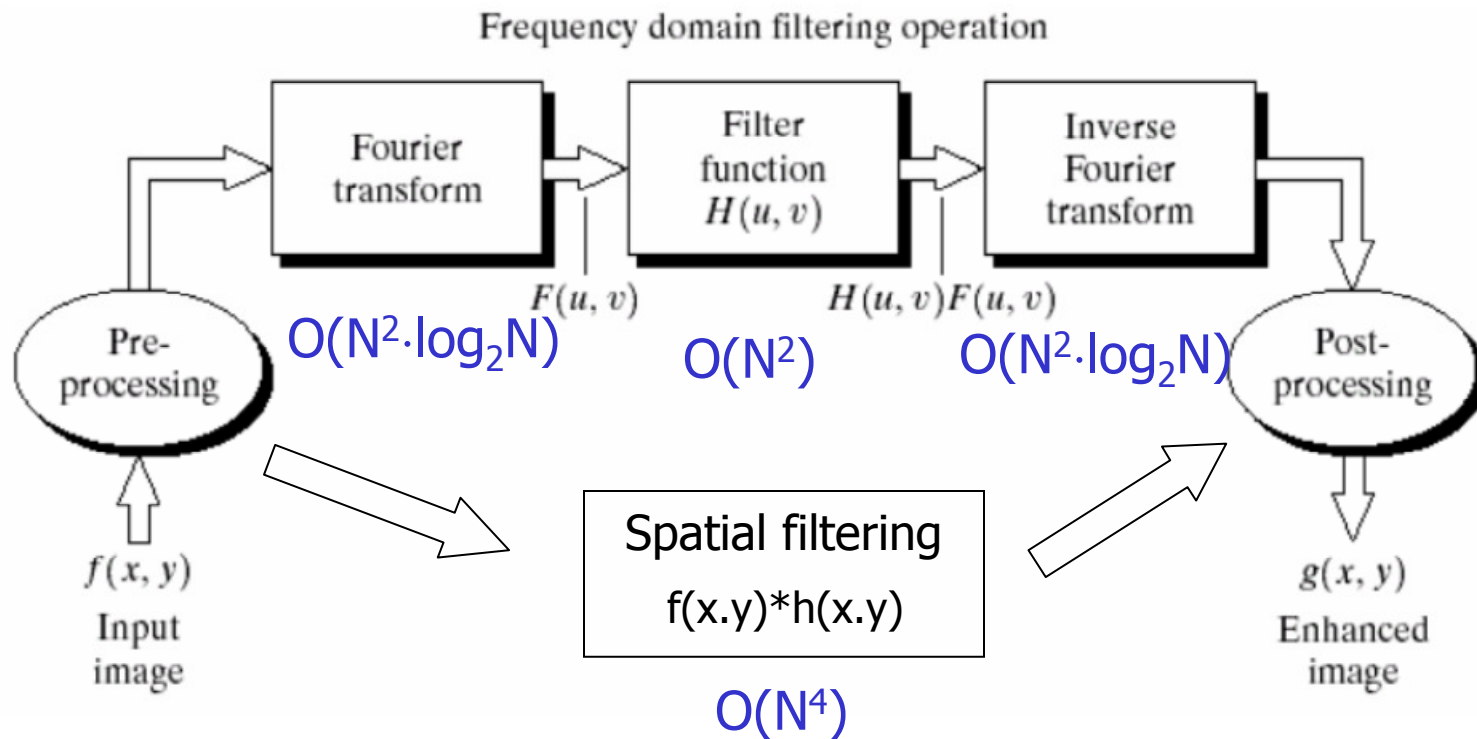 Frequency domain filtering operation
Fourier
transform
Filter
function
H(u, v)
Inverse
Fourier
transform
F(u, v)
H(u, v)F(u, v)
Pre-
processing
O(N²·log₂N)
O(N²)
O(N²·log₂N)
Post-
processing
f(x, y)
Input
image
Spatial filtering
f(x.y)*h(x.y)
O(N⁴)
g(x, y)
Enhanced
image